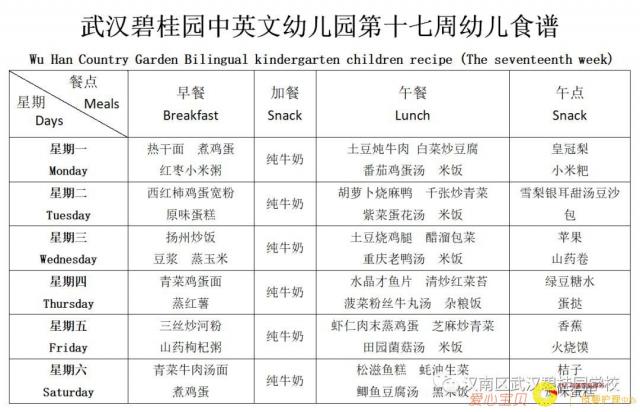 武汉碧桂园中英文幼儿园第十七周幼儿食谱
Wu Han Country Garden Bilingual kindergarten children recipe (The seventeenth week)
餐点 Meals
星期 Days
早餐 Breakfast
加餐 Snack
午餐 Lunch
午点 Snack
星期一 Monday
热干面 煮鸡蛋
红枣小米粥
纯牛奶
土豆炖牛肉 白菜炒豆腐
番茄鸡蛋汤 米饭
皇冠梨
小米粑
星期二 Tuesday
西红柿鸡蛋宽粉
原味蛋糕
纯牛奶
胡萝卜烧麻鸭 千张炒青菜
紫菜蛋花汤 米饭
雪梨银耳甜汤豆沙
包
星期三 Wednesday
扬州炒饭
豆浆 蒸玉米
纯牛奶
土豆烧鸡腿 醋溜包菜
重庆老鸭汤 米饭
苹果
山药卷
星期四 Thursday
青菜鸡蛋面
蒸红薯
纯牛奶
水晶才鱼片 清炒红菜苔
菠菜粉丝牛丸汤 杂粮饭
绿豆糖水
蛋挞
星期五 Friday
三丝炒河粉
山药枸杞粥
纯牛奶
虾仁肉末蒸鸡蛋 芝麻炒青菜
田园菌菇汤 米饭
香蕉
火烧馍
星期六 Saturday
青菜牛肉汤面
煮鸡蛋
纯牛奶
松滋鱼糕 蚝油生菜
鲫鱼豆腐汤 米饭
桔子
味蛋糕
汉南区武汉碧桂园学校
爱心宝贝